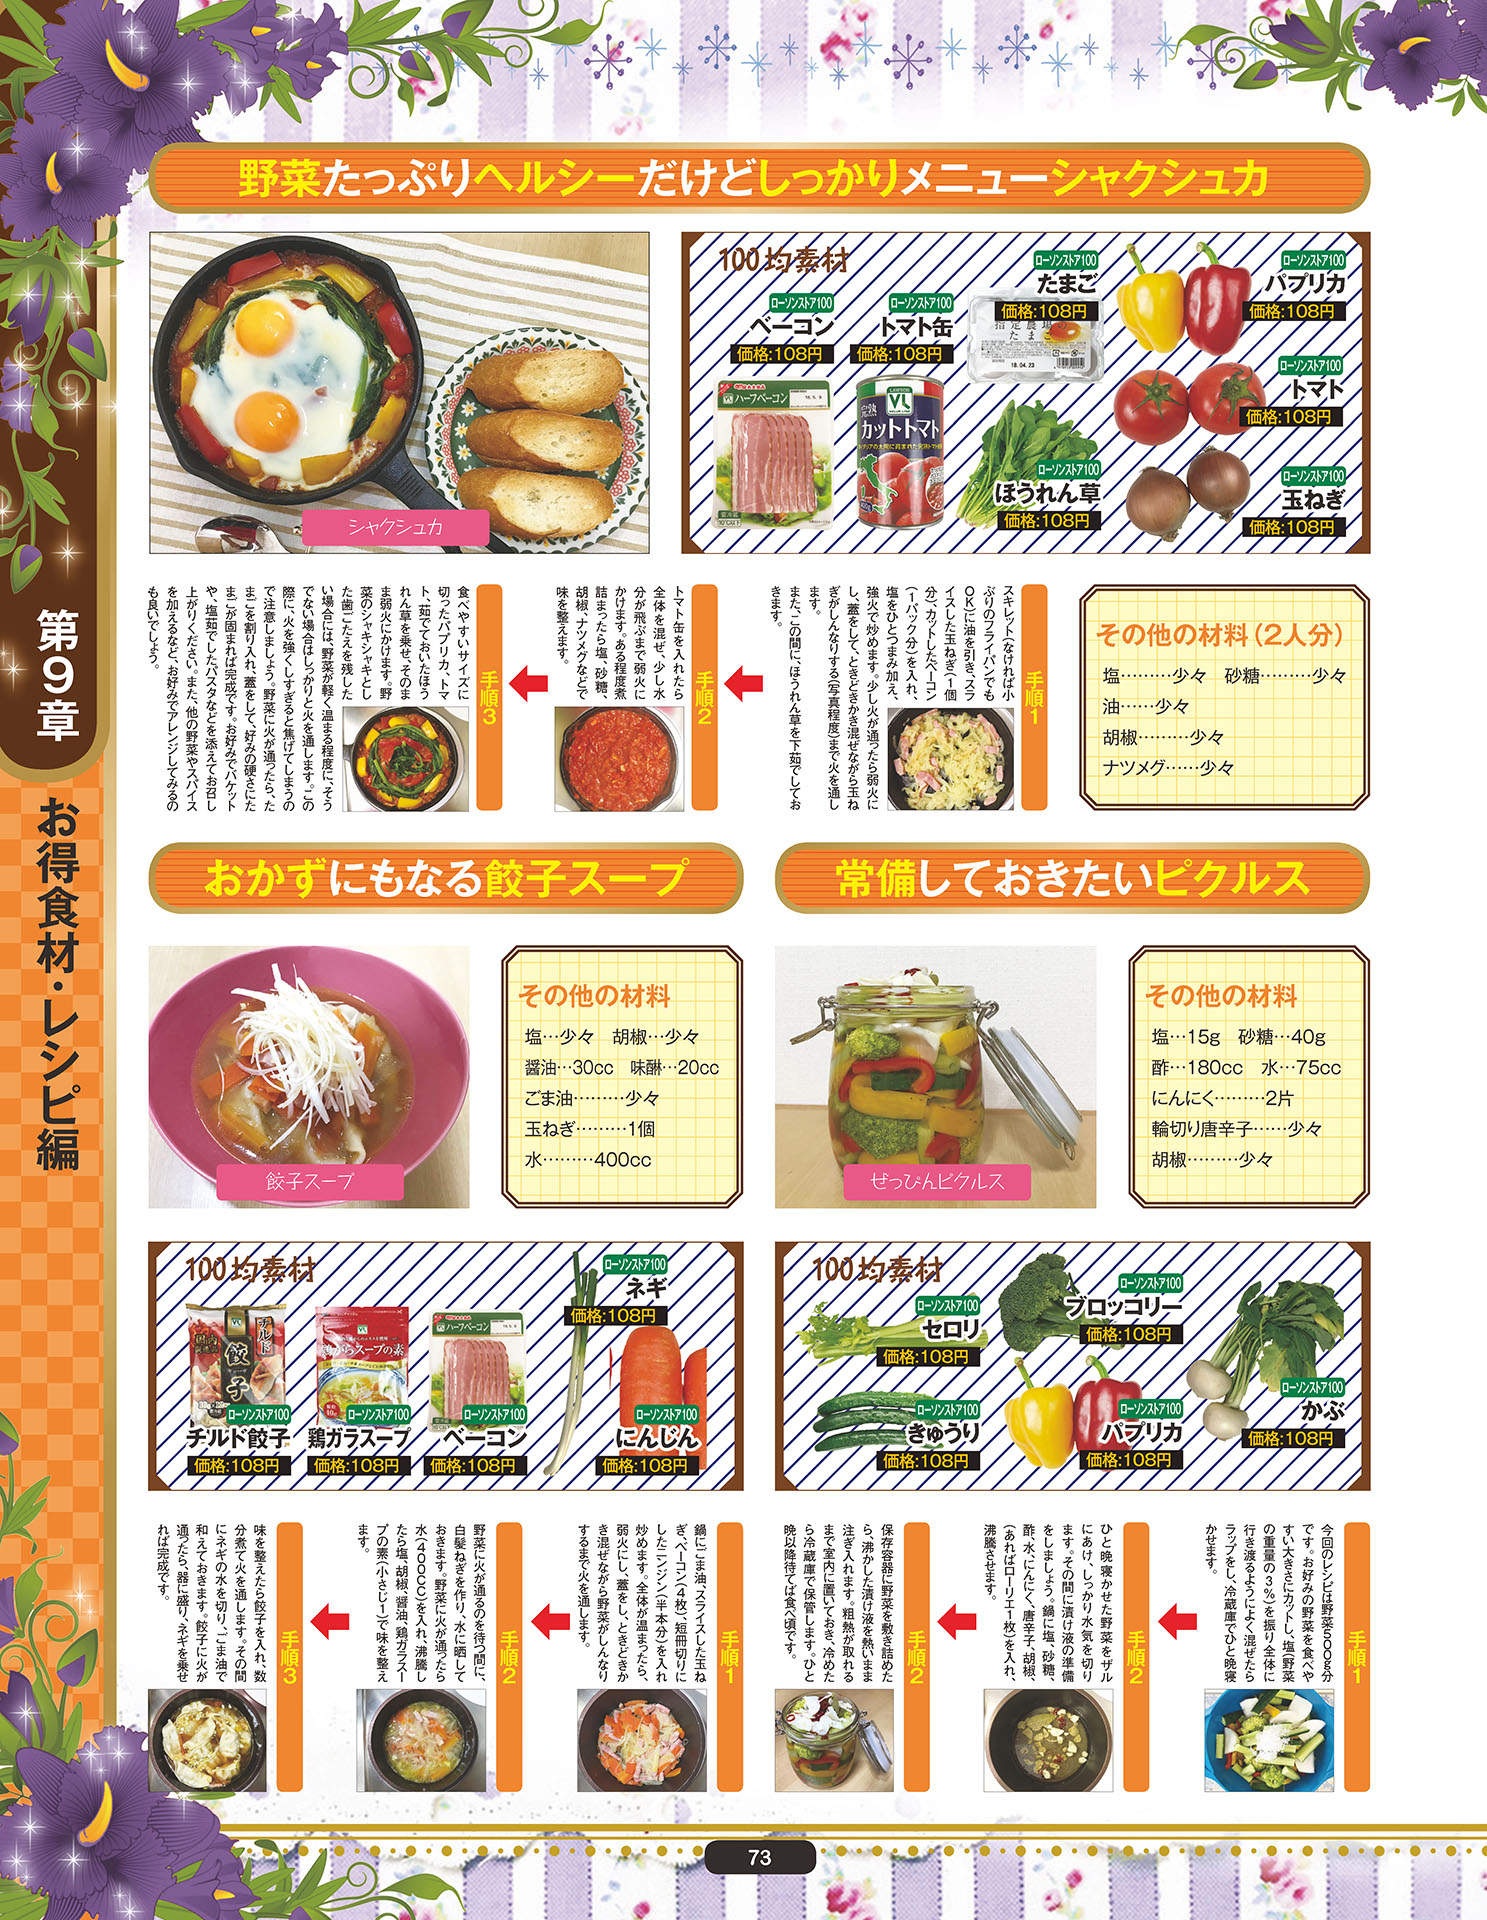 第9章
お得食材・レシピ編
野菜たっぷりヘルシーだけどしっかりメニューシャクシュカ
シャクシュカ
100均素材
ローソンストア100
ベーコン
価格:108円
ローソンストア100
トマト缶
価格:108円
ローソンストア100
たまご
価格:108円
ローソンストア100
パプリカ
価格:108円
ローソンストア100
トマト
価格:108円
ローソンストア100
ほうれん草
価格:108円
ローソンストア100
玉ねぎ
価格:108円
ハーフベーコン
カットトマト
その他の材料(2人分)
塩………少々 砂糖………少々
油……少々
胡椒………少々
ナツメグ……少々
手順1
スキレット(なければ小
ぶりのフライパンでも
OK)に油を引き、スラ
イスした玉ねぎ(1個
分)、カットしたベーコン
(1パック分)を入れ、
塩をひとつまみ加え、
強火で炒めます。少し火が通ったら弱火に
し、蓋をして、ときどきかき混ぜながら玉ね
ぎがしんなりする(写真程度)まで火を通し
ます。
また、この間に、ほうれん草を下茹でしてお
きます。
手順2
トマト缶を入れたら
全体を混ぜ、少し水
分が飛ぶまで弱火に
かけます。ある程度煮
詰まったら塩、砂糖、
胡椒、ナツメグなどで
味を整えます。
手順3
食べやすいサイズに
切ったパプリカ、トマ
ト、茹でておいたほう
れん草を乗せ、そのま
ま弱火にかけます。野
菜のシャキシャキとし
た歯ごたえを残した
い場合には、野菜が軽く温まる程度に、そう
でない場合はしっかりと火を通します。この
際に、火を強くしすぎると焦げてしまうの
で注意しましょう。野菜に火が通ったら、た
まごを割り入れ、蓋をして、好みの硬さにた
まごが固まれば完成です。お好みでバケット
や、塩茹でしたパスタなどを添えてお召し
上がりください。また、他の野菜やスパイス
を加えるなど、お好みでアレンジしてみるの
も良いでしょう。
おかずにもなる餃子スープ
餃子スープ
その他の材料
塩…少々 胡椒…少々
醤油…30cc 味醂…20cc
ごま油………少々
玉ねぎ………1個
水………400cc
100均素材
ローソンストア100
チルド餃子
価格:108円
ローソンストア100
鶏ガラスープ
価格:108円
ローソンストア100
ベーコン
価格:108円
ローソンストア100
ネギ
価格:108円
ローソンストア100
にんじん
価格:108円
手順1
鍋にごま油、スライスした玉ね
ぎ、ベーコン(4枚)、短冊切りに
したニンジン(半本分)を入れ
炒めます。全体が温まったら、
弱火にし、蓋をし、ときどきか
き混ぜながら野菜がしんなり
するまで火を通します。
手順2
野菜に火が通るのを待つ間に、
白髪ねぎを作り、水に晒して
おきます。野菜に火が通ったら
水(400CC)を入れ、沸騰し
たら塩、胡椒、醤油、鶏ガラスー
プの素(小さじ1)で味を整え
ます。
手順3
味を整えたら餃子を入れ、数
分煮て火を通します。その間
にネギの水を切り、ごま油で
和えておきます。餃子に火が
通ったら、器に盛り、ネギを乗せ
れば完成です。
常備しておきたいピクルス
ぜっぴんピクルス
その他の材料
塩…15g 砂糖…40g
酢…180cc 水…75cc
にんにく………2片
輪切り唐辛子……少々
胡椒………少々
100均素材
ローソンストア100
セロリ
価格:108円
ローソンストア100
ブロッコリー
価格:108円
ローソンストア100
きゅうり
価格:108円
ローソンストア100
パプリカ
価格:108円
ローソンストア100
かぶ
価格:108円
手順1
今回のレシピは野菜500g分
です。お好みの野菜を食べや
すい大きさにカットし、塩(野菜
の重量の3%)を振り全体に
行き渡るようによく混ぜたら
ラップをし、冷蔵庫でひと晩寝
かせます。
手順2
ひと晩寝かせた野菜をザル
にあけ、しっかり水気を切り
ます。その間に漬け液の準備
をしましょう。鍋に塩、砂糖、
酢、水、にんにく、唐辛子、胡椒、
(あればローリエ1枚)を入れ、
沸騰させます。
手順2
保存容器に野菜を敷き詰めた
ら、沸かした漬け液を熱いまま
注ぎ入れます。粗熱が取れる
まで室内に置いておき、冷めた
ら冷蔵庫で保管します。ひと
晩以降待てば食べ頃です。
73